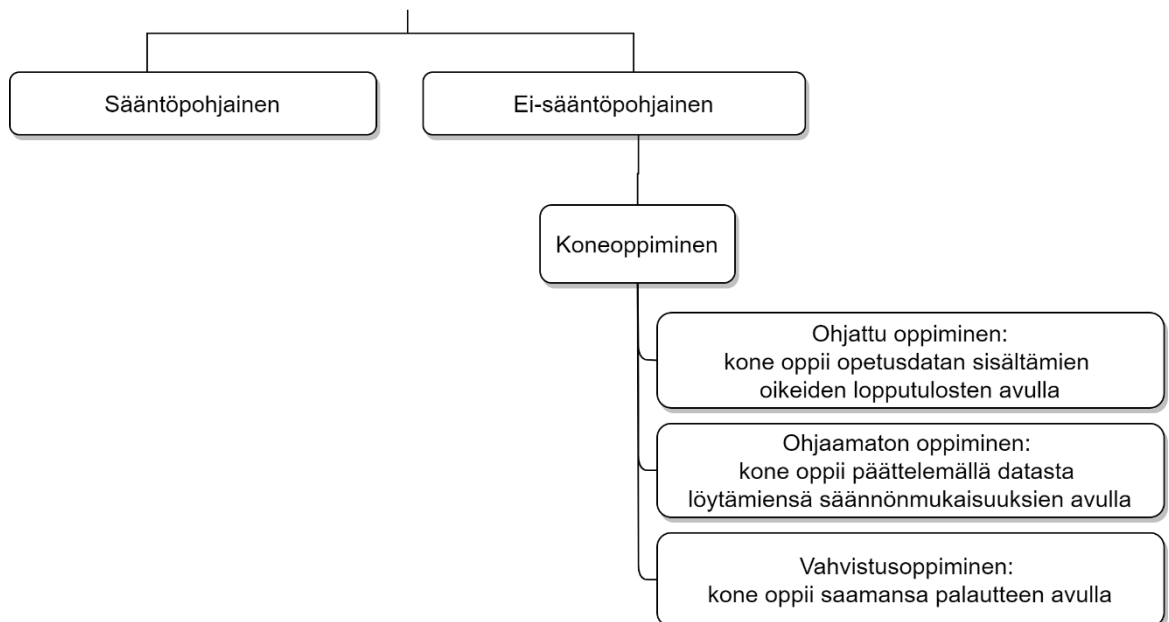 Sääntöpohjainen
Ei-sääntöpohjainen
Koneoppiminen
Ohjattu oppiminen:
kone oppii opetusdatan sisältämien
oikeiden lopputulosten avulla
Ohjaamaton oppiminen:
kone oppii päättelemällä datasta
löytämiensä säännönmukaisuuksien avulla
Vahvistusoppiminen:
kone oppii saamansa palautteen avulla